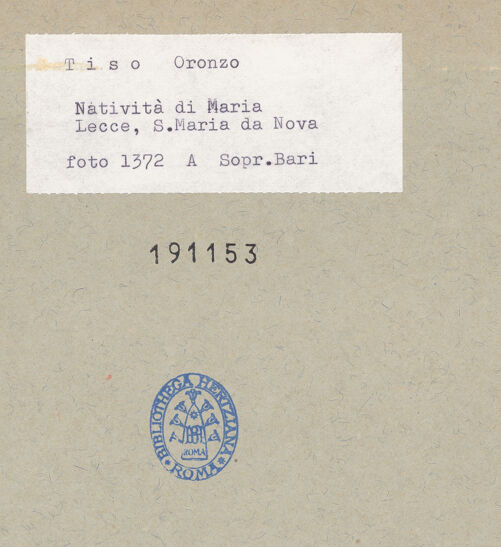 T i s o Oronzo
Natività di Maria
Lecce, S.Maria da Nova
foto 1372 A Sopr.Bari
191153
BIBLIOTHECA HERTZIANA
ROMA
ROMA